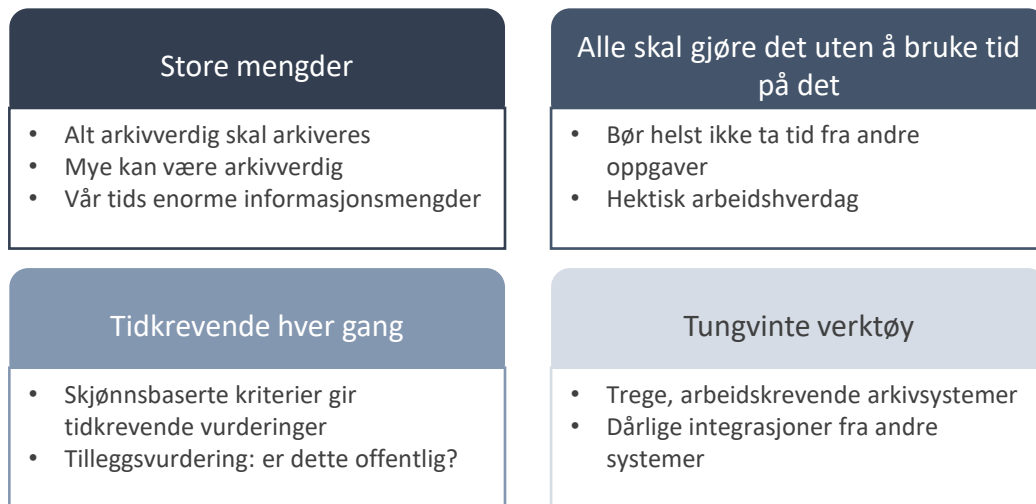 Store mengder
• Alt arkivverdig skal arkiveres
• Mye kan være arkivverdig
• Vår tids enorme informasjonsmengder
Alle skal gjøre det uten å bruke tid
på det
• Bør helst ikke ta tid fra andre
oppgaver
• Hektisk arbeidshverdag
Tidkrevende hver gang
• Skjønnsbaserte kriterier gir
tidkrevende vurderinger
• Tilleggsvurdering: er dette offentlig?
Tungvinte verktøy
• Trege, arbeidskrevende arkivsystemer
• Dårlige integrasjoner fra andre
systemer